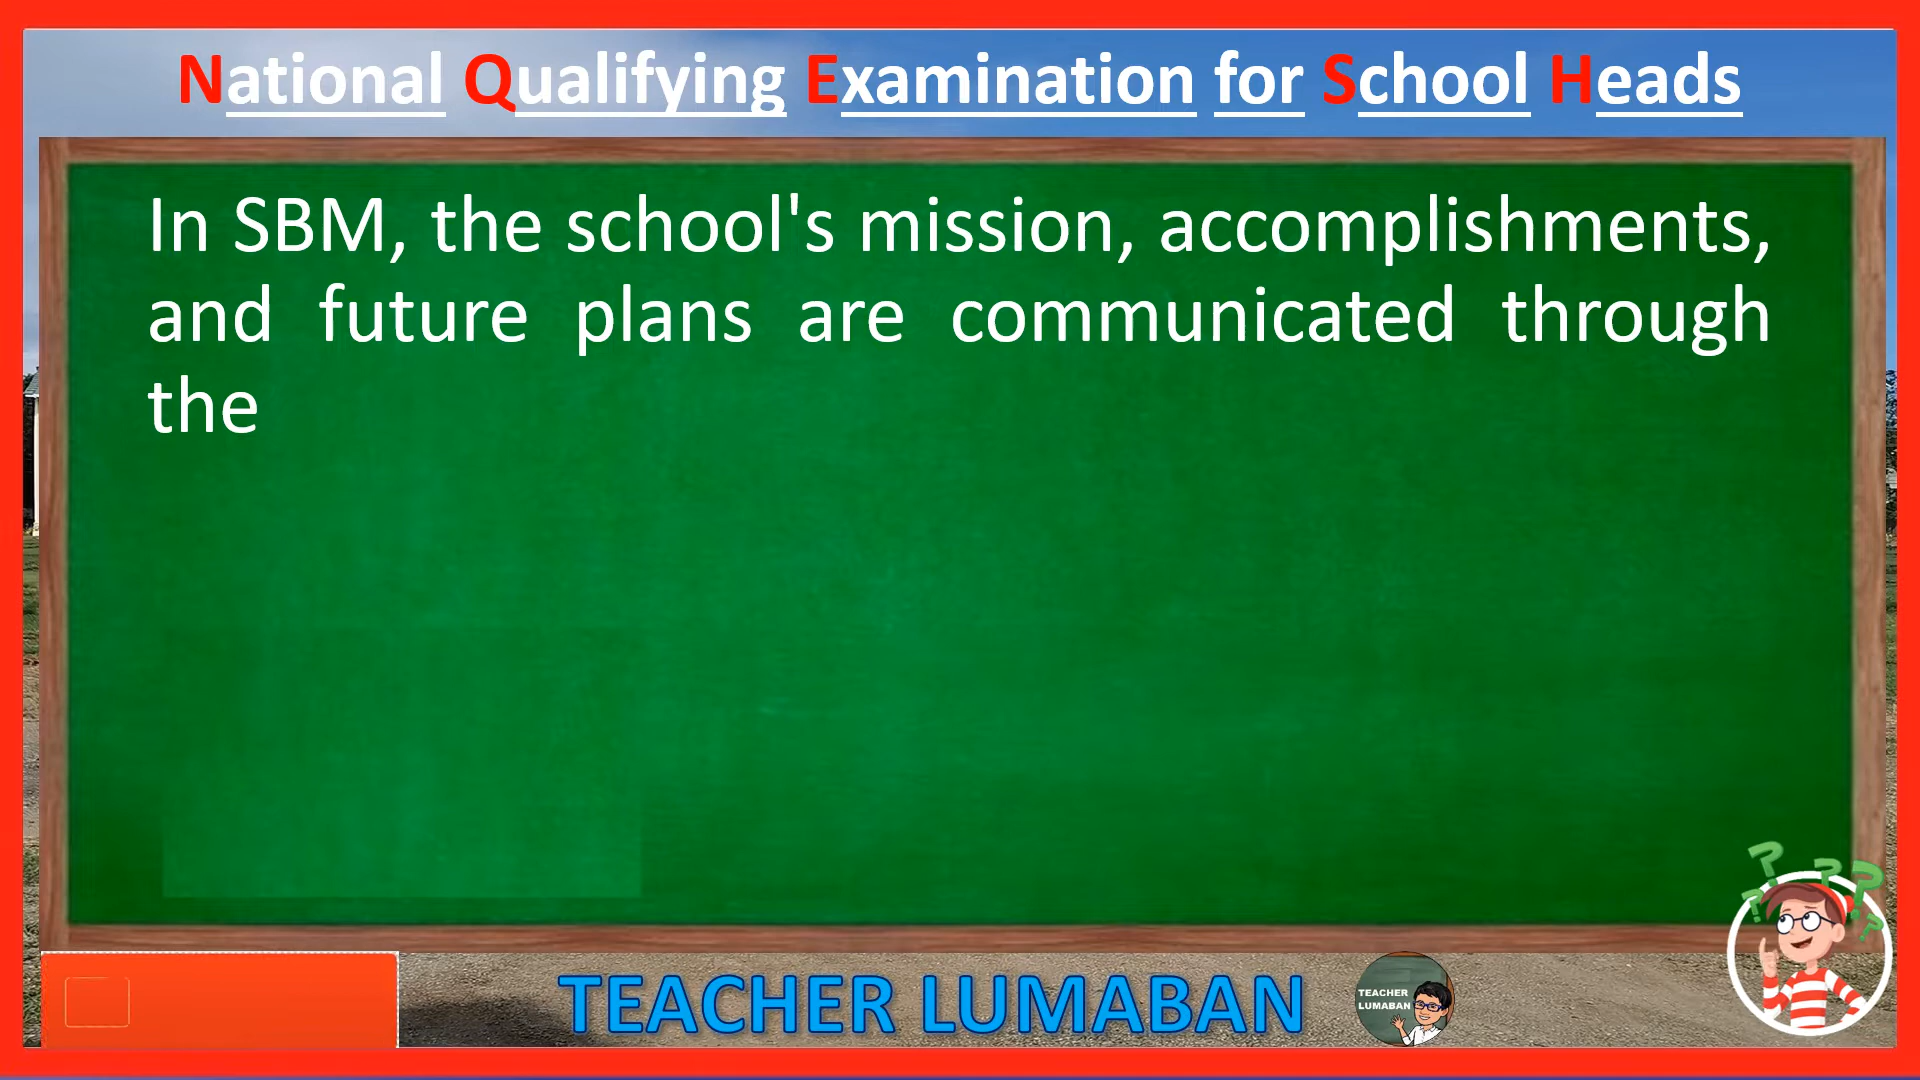 National Qualifying Examination for School Heads
In SBM, the school's mission, accomplishments,
and future plans are communicated through
the
TEACHER LUMABAN
TEACHER
LUMABAN